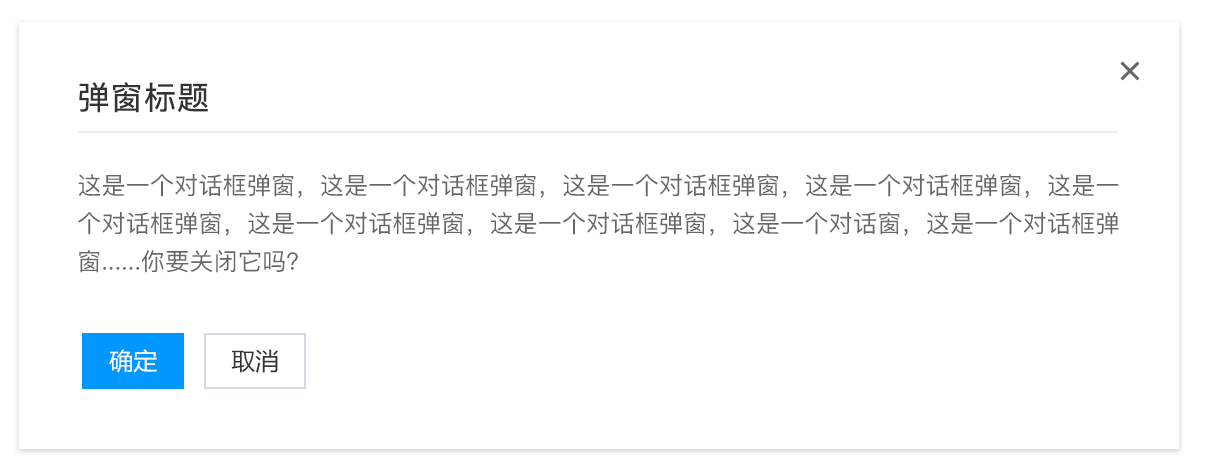 弹窗标题
这是一个对话框弹窗，这是一个对话框弹窗，这是一个对话框弹窗，这是一个对话框弹窗，这是一
个对话框弹窗，这是一个对话框弹窗，这是一个对话框弹窗，这是一个对话窗，这是一个对话框弹
窗......你要关闭它吗?
确定 取消